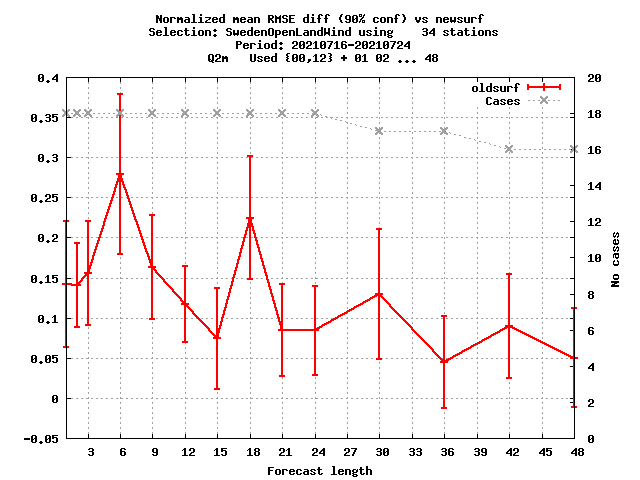 Normalized mean RMSE diff (90% conf) vs newsurf
Selection: SwedenOpenLandWind using    34 stations
Period: 20210716-20210724
Q2m   Used {00,12} + 01 02 ... 48
oldsurf
Cases
0.4
0.35
0.3
0.25
0.2
0.15
0.1
0.05
0
-0.05
20
18
16
14
12
10
8
6
4
2
0
No cases
3 6 9 12 15 18 21 24 27 30 33 36 39 42 45 48
Forecast length